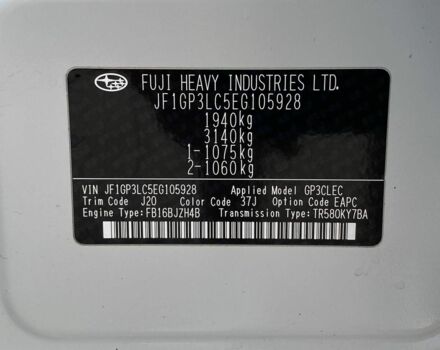 FUJI HEAVY INDUSTRIES LTD.
JF1GP3LC5EG105928
1940kg
3140kg
1-1075kg
2-1060kg
VIN JF1GP3LC5EG105928 Applied Model GP3CLEC
Trim Code J20 Color Code 37J Option Code EAPC
Engine Type:FB16BJZH4B Transmission Type:TR580KY7BA